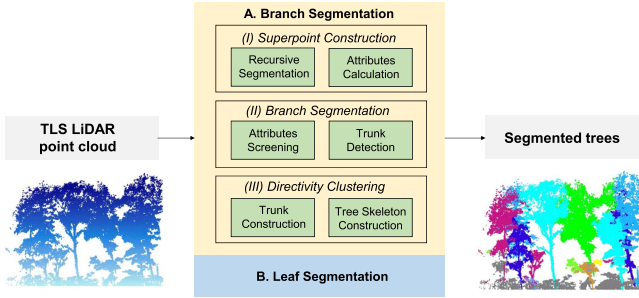 A. Branch Segmentation
(I) Superpoint Construction
Recursive
Segmentation
Attributes
Calculation
(II) Branch Segmentation
Attributes
Screening
Trunk
Detection
(III) Directivity Clustering
Trunk
Construction
Tree Skeleton
Construction
B. Leaf Segmentation
TLS LiDAR
point cloud
Segmented trees